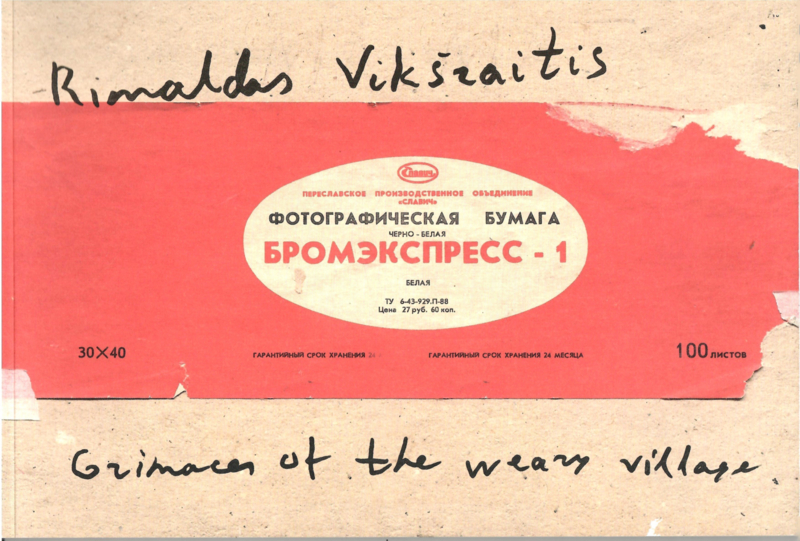 Rimaldas Vikšraitis
Славич
ПЕРЕСЛАВСКОЕ ПРОИЗВОДСТВЕННОЕ ОБЪЕДИНЕНИЕ
«СЛАВИЧ»
ФОТОГРАФИЧЕСКАЯ БУМАГА
ЧЕРНО - БЕЛАЯ
БРОМЭКСПРЕСС - 1
БЕЛАЯ
ТУ 6-43-929.П-88
Цена 27 руб. 60 коп.
30×40 ГАРАНТИЙНЫЙ СРОК ХРАНЕНИЯ ГАРАНТИЙНЫЙ СРОК ХРАНЕНИЯ 24 МЕСЯЦА 100 ЛИСТОВ
Grimaces of the weary village